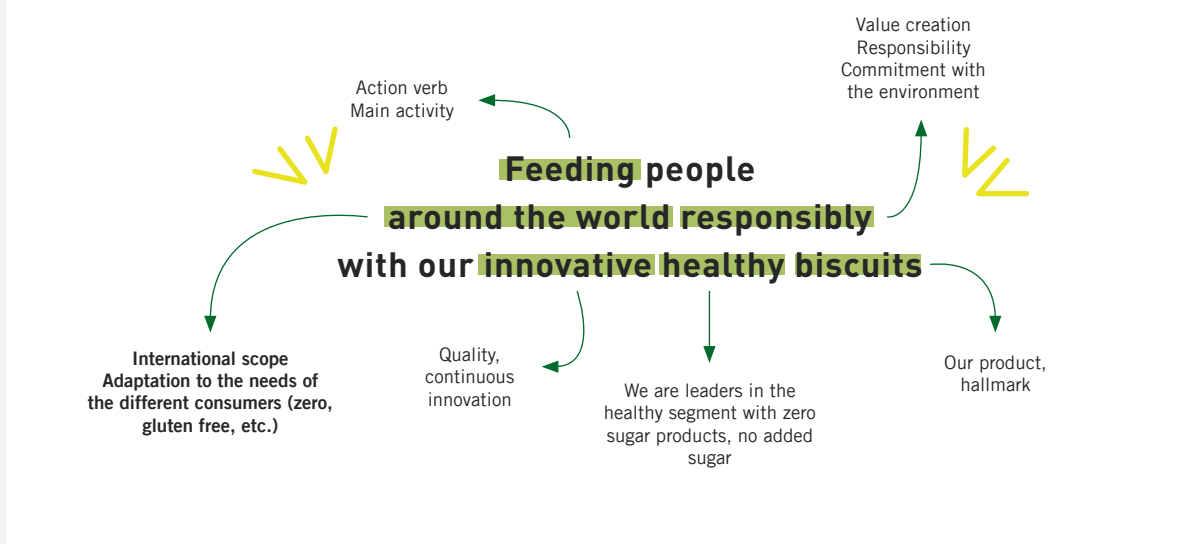 Value creation
Responsibility
Commitment with
the environment
Action verb
Main activity
Feeding people
around the world responsibly
with our innovative healthy biscuits
International scope
Adaptation to the needs of
the different consumers (zero,
gluten free, etc.)
Quality,
continuous
innovation
We are leaders in the
healthy segment with zero
sugar products, no added
sugar
Our product,
hallmark